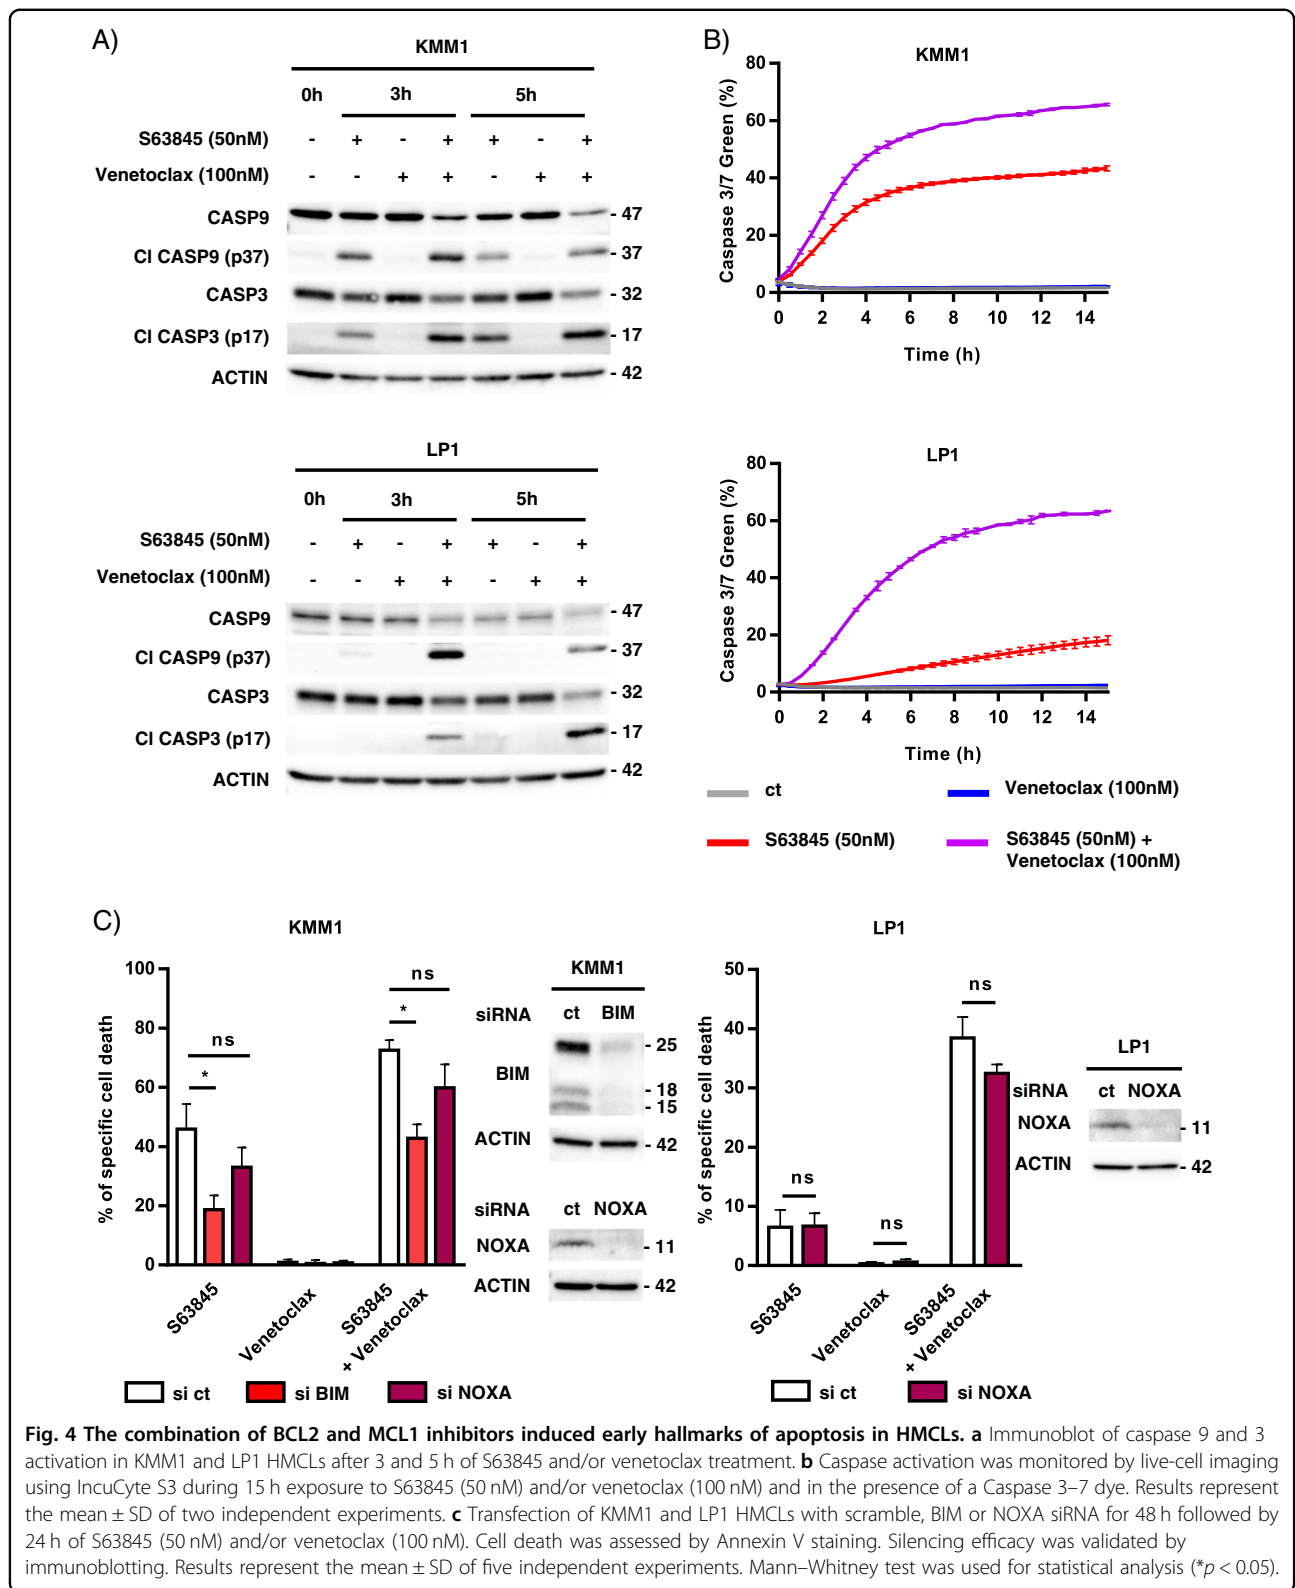 A)
KMM1
0h 3h 5h
S63845 (50nM) - + - + + - +
Venetoclax (100nM) - - + + - + +
CASP9 - 47
Cl CASP9 (p37) - 37
CASP3 - 32
Cl CASP3 (p17) - 17
ACTIN - 42
LP1
0h 3h 5h
S63845 (50nM) - + - + + - +
Venetoclax (100nM) - - + + - + +
CASP9 - 47
Cl CASP9 (p37) - 37
CASP3 - 32
Cl CASP3 (p17) - 17
ACTIN - 42
B)
KMM1
Caspase 3/7 Green (%)
80
60
40
20
0
0 2 4 6 8 10 12 14
Time (h)
LP1
Caspase 3/7 Green (%)
80
60
40
20
0
0 2 4 6 8 10 12 14
Time (h)
ct
Venetoclax (100nM)
S63845 (50nM)
S63845 (50nM) +
Venetoclax (100nM)
C)
KMM1
% of specific cell death
100
80
60
40
20
0
ns
*
ns
*
S63845
Venetoclax
S63845
+ Venetoclax
si ct si BIM si NOXA
KMM1
siRNA ct BIM
BIM - 25
- 18
- 15
ACTIN - 42
siRNA ct NOXA
NOXA - 11
ACTIN - 42
LP1
% of specific cell death
50
40
30
20
10
0
ns
ns
ns
S63845
Venetoclax
S63845
+ Venetoclax
si ct si NOXA
LP1
siRNA ct NOXA
NOXA - 11
ACTIN - 42
Fig. 4 The combination of BCL2 and MCL1 inhibitors induced early hallmarks of apoptosis in HMCLs. a Immunoblot of caspase 9 and 3
activation in KMM1 and LP1 HMCLs after 3 and 5 h of S63845 and/or venetoclax treatment. b Caspase activation was monitored by live-cell imaging
using IncuCyte S3 during 15 h exposure to S63845 (50 nM) and/or venetoclax (100 nM) and in the presence of a Caspase 3–7 dye. Results represent
the mean ± SD of two independent experiments. c Transfection of KMM1 and LP1 HMCLs with scramble, BIM or NOXA siRNA for 48 h followed by
24 h of S63845 (50 nM) and/or venetoclax (100 nM). Cell death was assessed by Annexin V staining. Silencing efficacy was validated by
immunoblotting. Results represent the mean ± SD of five independent experiments. Mann–Whitney test was used for statistical analysis (*p < 0.05).